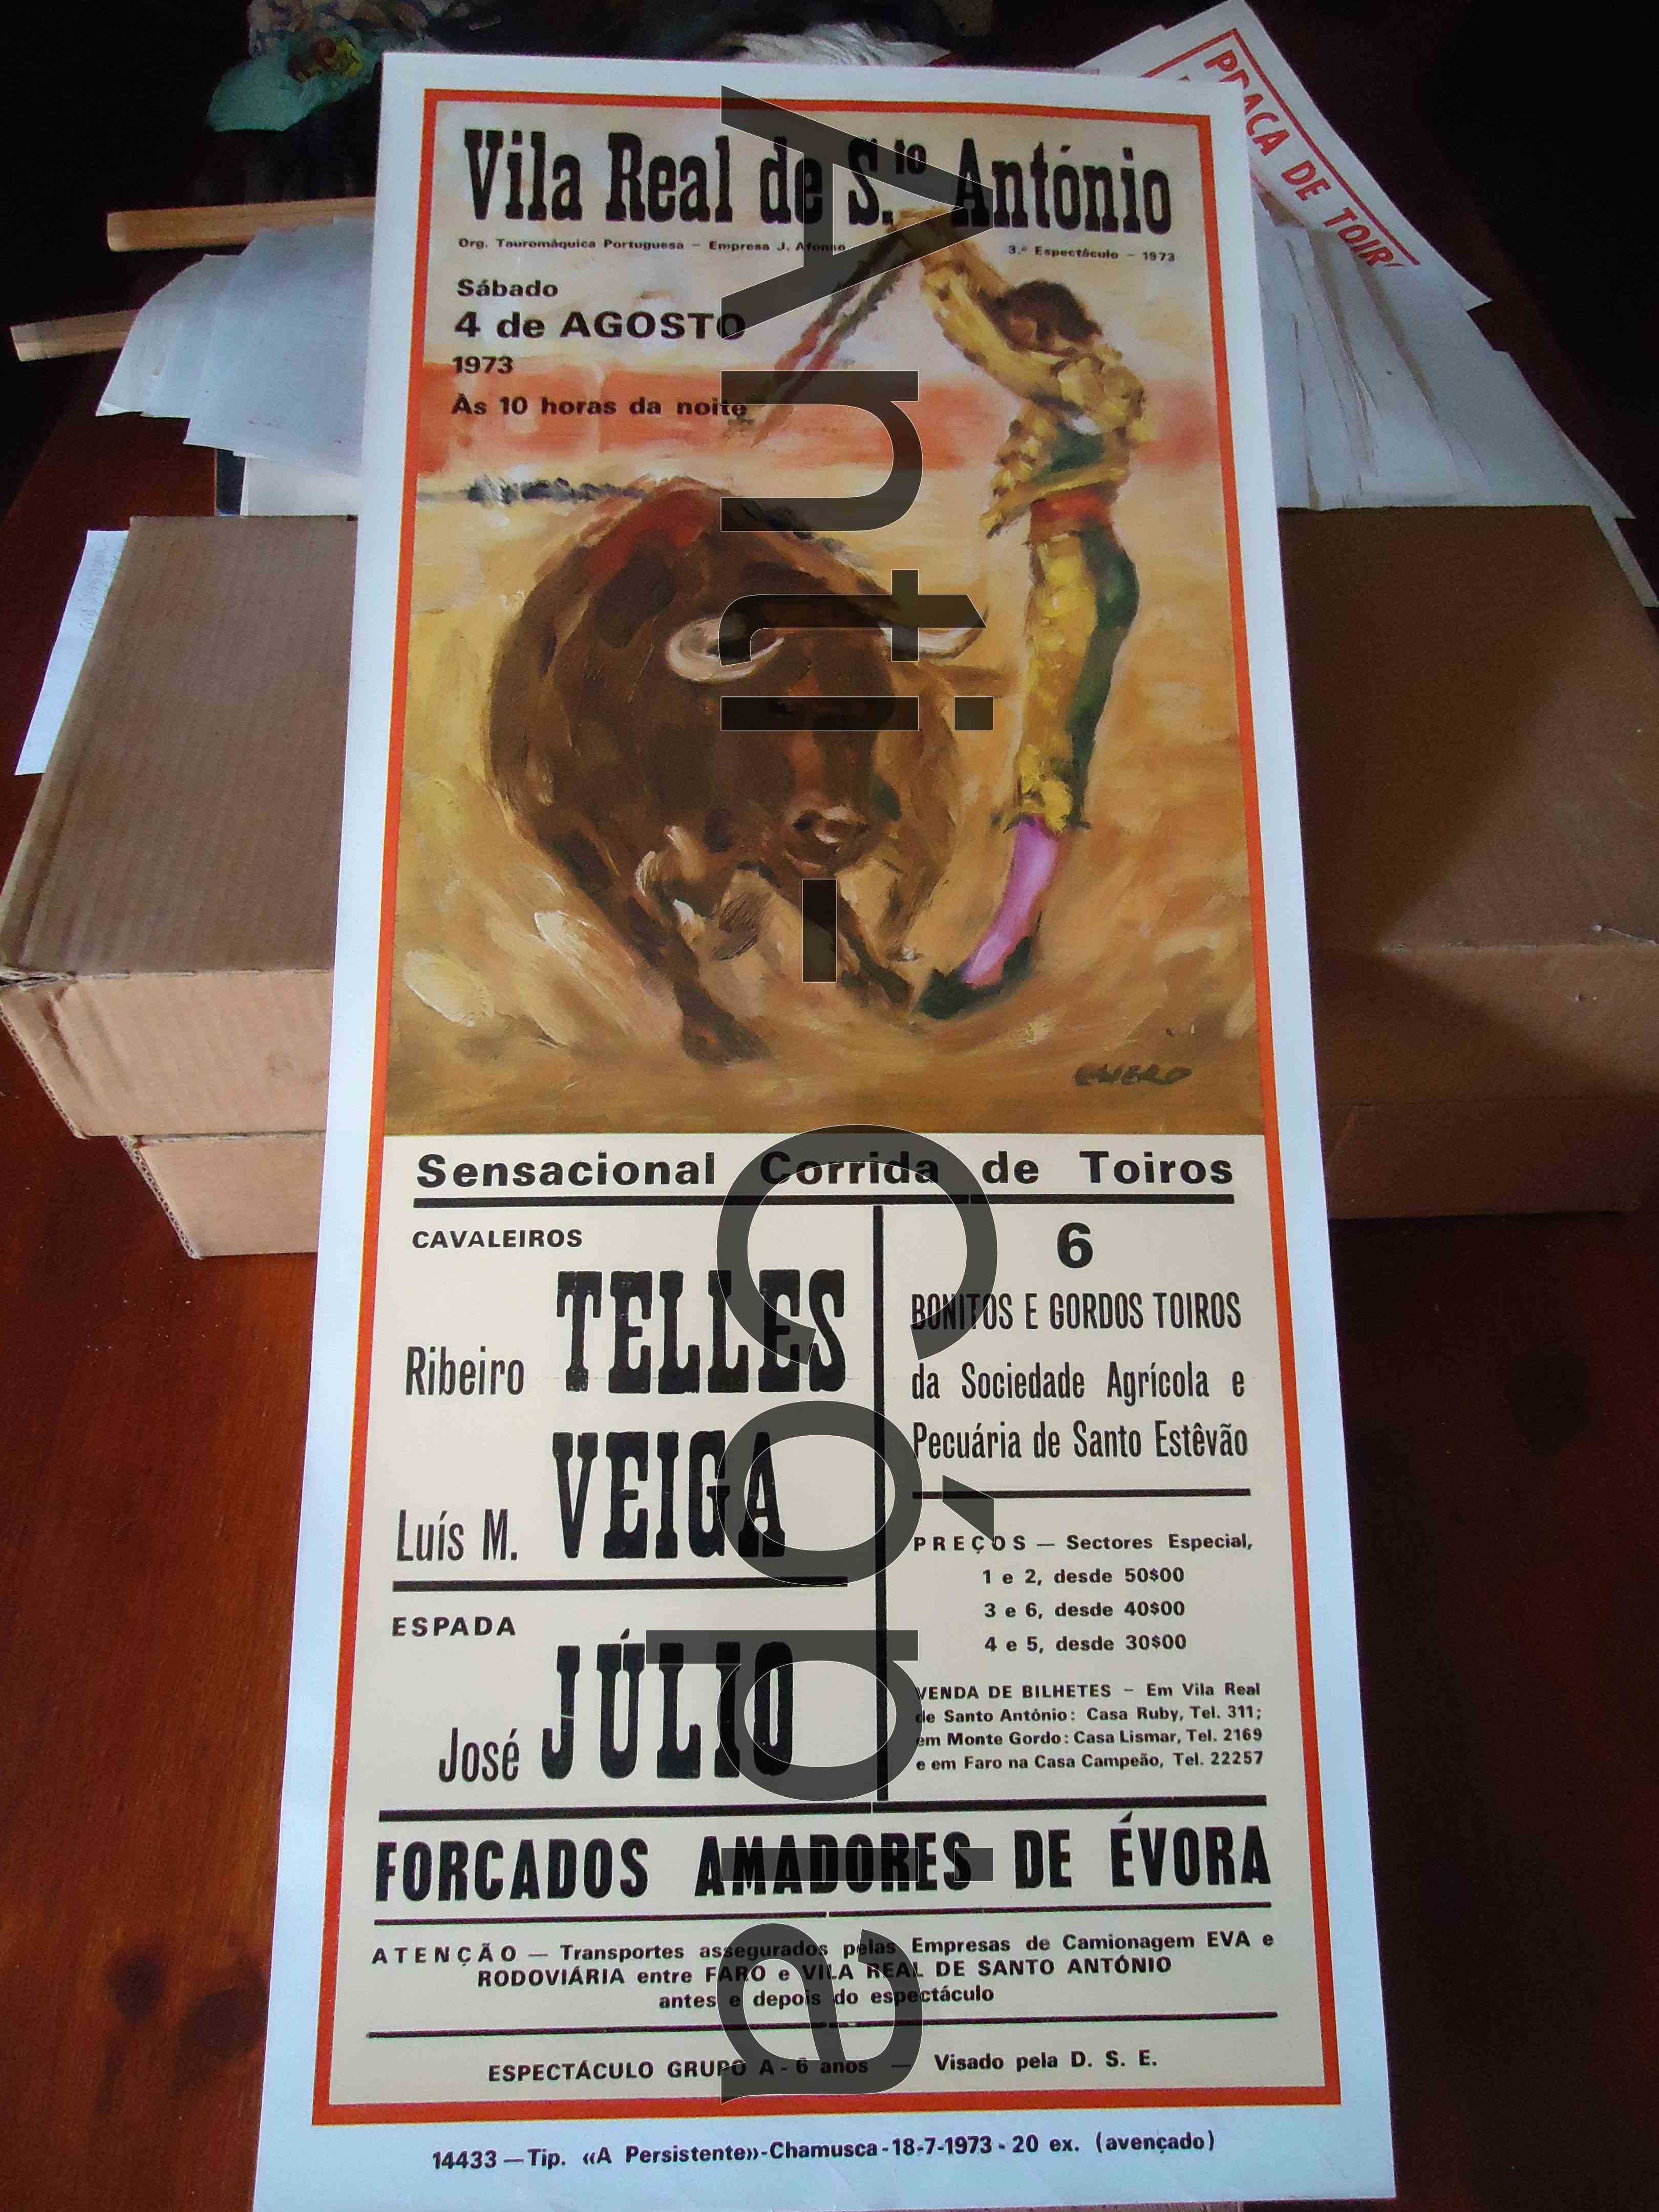 PRAÇA DE TOIR
Vila Real de S.to António
Org. Tauromáquica Portuguesa – Empresa J. Afonso
3.º Espectáculo – 1973
Sábado
4 de AGOSTO
1973
Às 10 horas da noite
Sensacional Corrida de Toiros
CAVALEIROS
Ribeiro TELLES
Luís M. VEIGA
ESPADA
José JÚLIO
6
BONITOS E GORDOS TOIROS
da Sociedade Agrícola e
Pecuária de Santo Estêvão
PREÇOS — Sectores Especial,
1 e 2, desde 50$00
3 e 6, desde 40$00
4 e 5, desde 30$00
VENDA DE BILHETES – Em Vila Real
de Santo António: Casa Ruby, Tel. 311;
em Monte Gordo: Casa Lismar, Tel. 2169
e em Faro na Casa Campeão, Tel. 22257
FORCADOS AMADORES DE ÉVORA
ATENÇÃO — Transportes assegurados pelas Empresas de Camionagem EVA e
RODOVIÁRIA entre FARO e VILA REAL DE SANTO ANTÓNIO
antes e depois do espectáculo
ESPECTÁCULO GRUPO A - 6 anos — Visado pela D. S. E.
14433 — Tip. «A Persistente»-Chamusca-18-7-1973 - 20 ex. (avençado)